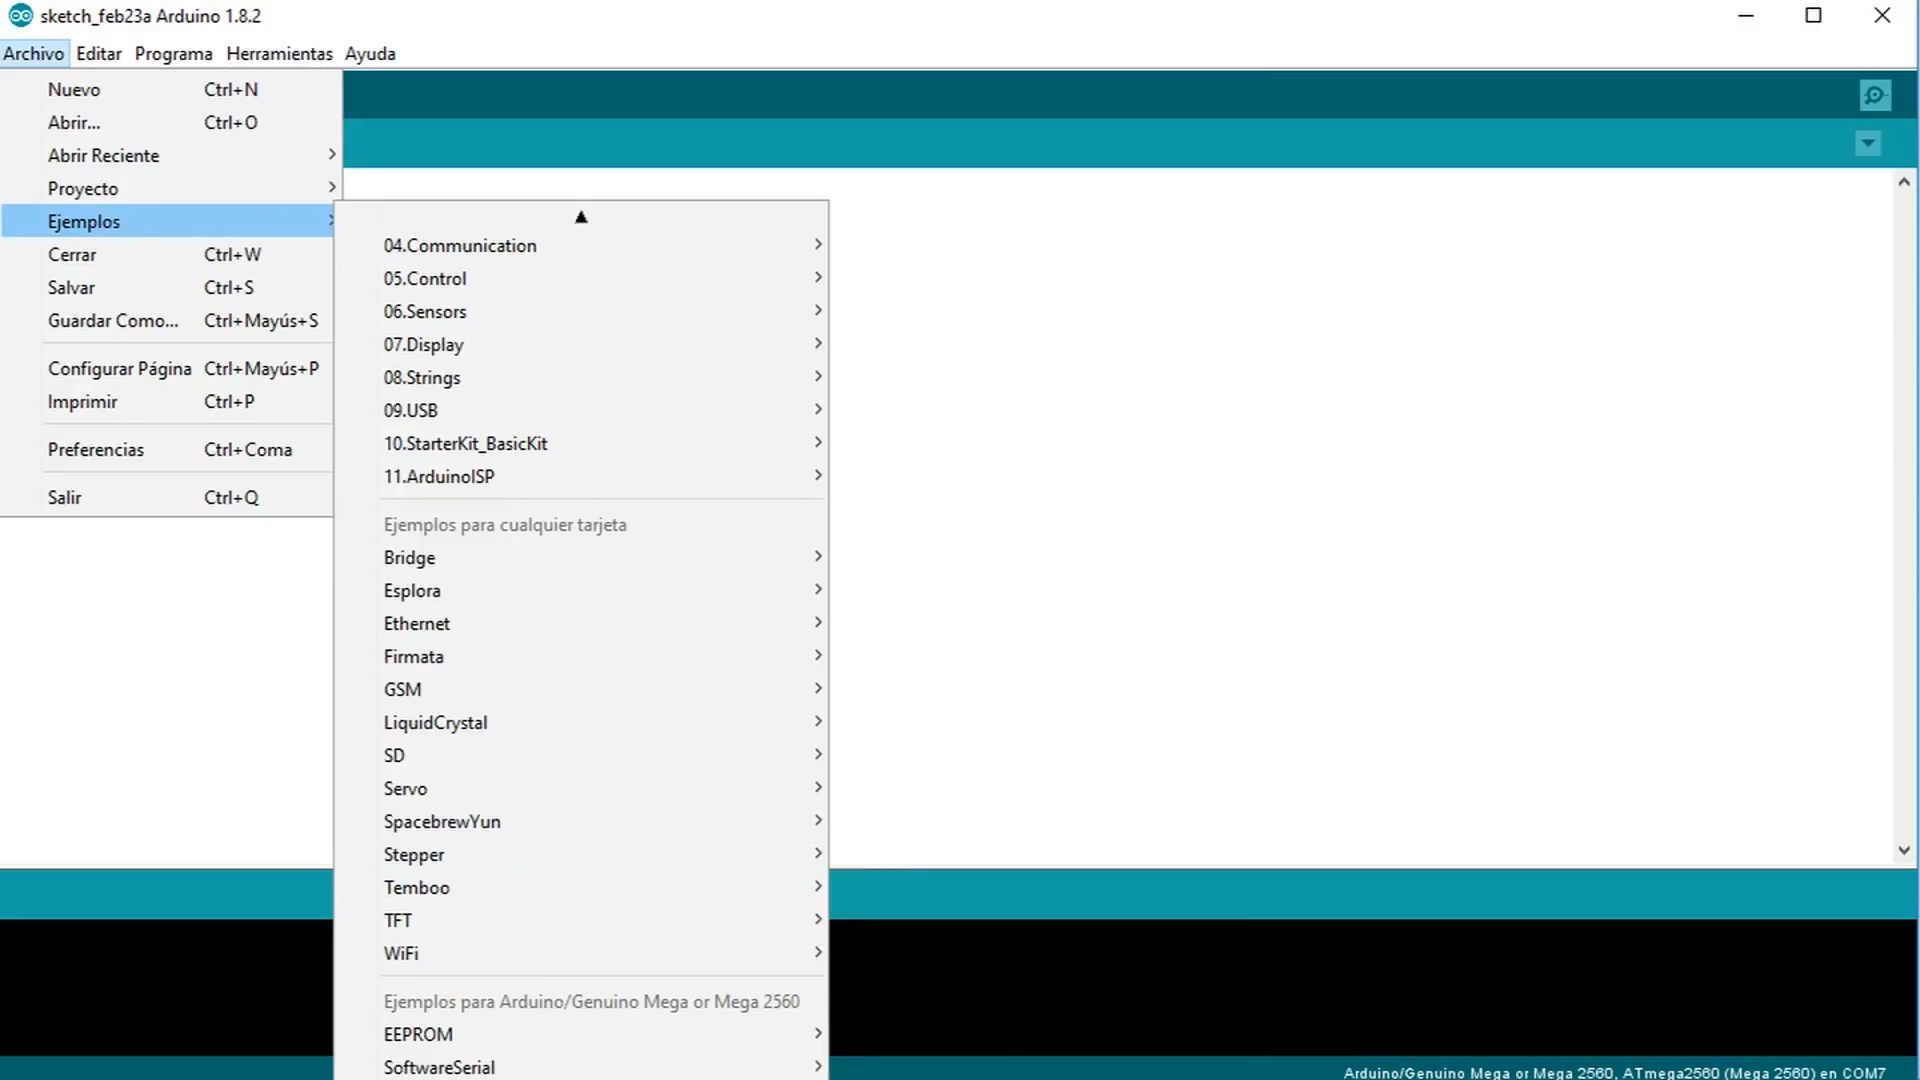 sketch_feb23a Arduino 1.8.2
Archivo Editar Programa Herramientas Ayuda
Nuevo Ctrl+N
Abrir... Ctrl+O
Abrir Reciente
Proyecto
Ejemplos
Cerrar Ctrl+W
Salvar Ctrl+S
Guardar Como... Ctrl+Mayús+S
Configurar Página Ctrl+Mayús+P
Imprimir Ctrl+P
Preferencias Ctrl+Coma
Salir Ctrl+Q
04.Communication
05.Control
06.Sensors
07.Display
08.Strings
09.USB
10.StarterKit_BasicKit
11.ArduinoISP
Ejemplos para cualquier tarjeta
Bridge
Esplora
Ethernet
Firmata
GSM
LiquidCrystal
SD
Servo
SpacebrewYun
Stepper
Temboo
TFT
WiFi
Ejemplos para Arduino/Genuino Mega or Mega 2560
EEPROM
SoftwareSerial
Arduino/Genuino Mega or Mega 2560, ATmega2560 (Mega 2560) en COM7